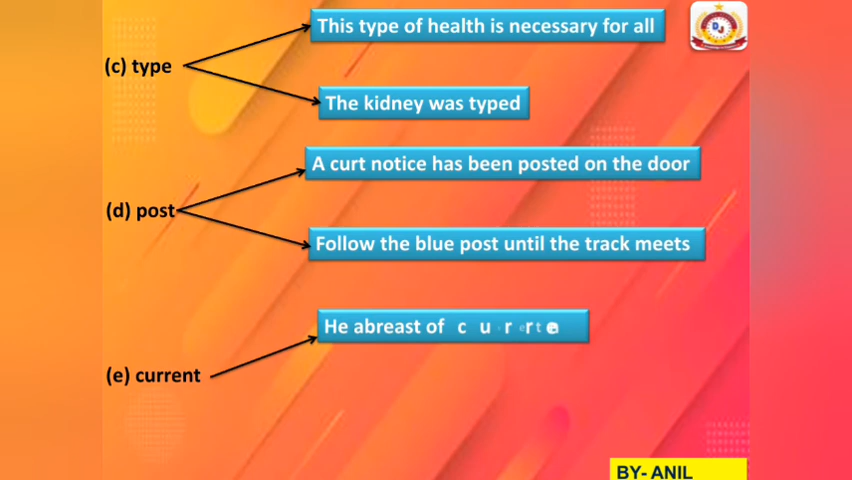 This type of health is necessary for all
(c) type
The kidney was typed
A curt notice has been posted on the door
(d) post
Follow the blue post until the track meets
He abreast of
(e) current
DJ
BY- ANIL